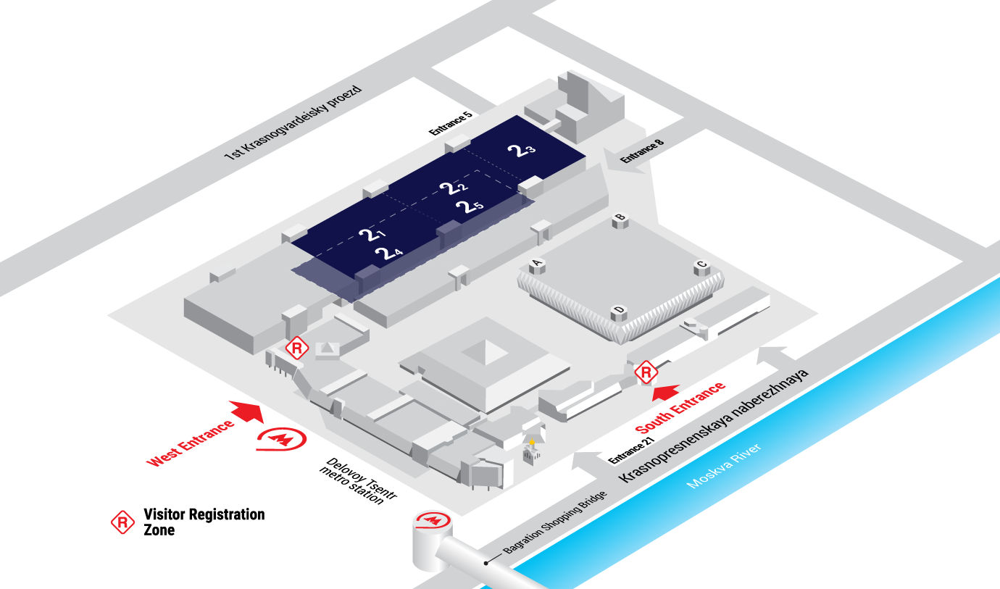 1st Krasnogvardeisky proezd
Entrance 5
Entrance 8
2₃
2₂
2₅
2₁
2₄
A
B
C
D
R
R
South Entrance
West Entrance
Entrance 21
Krasnopresnenskaya naberezhnaya
Moskva River
Delovoy Tsentr
metro station
Bagration Shopping Bridge
R
Visitor Registration
Zone